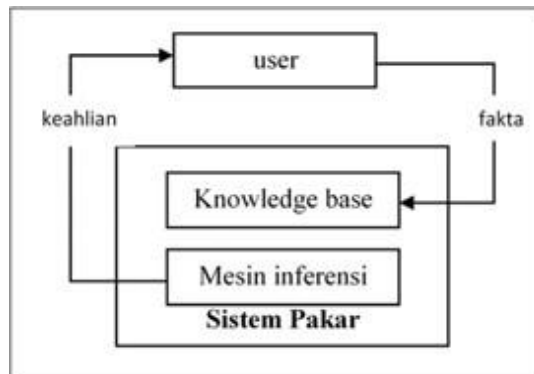 user
keahlian
fakta
Knowledge base
Mesin inferensi
Sistem Pakar